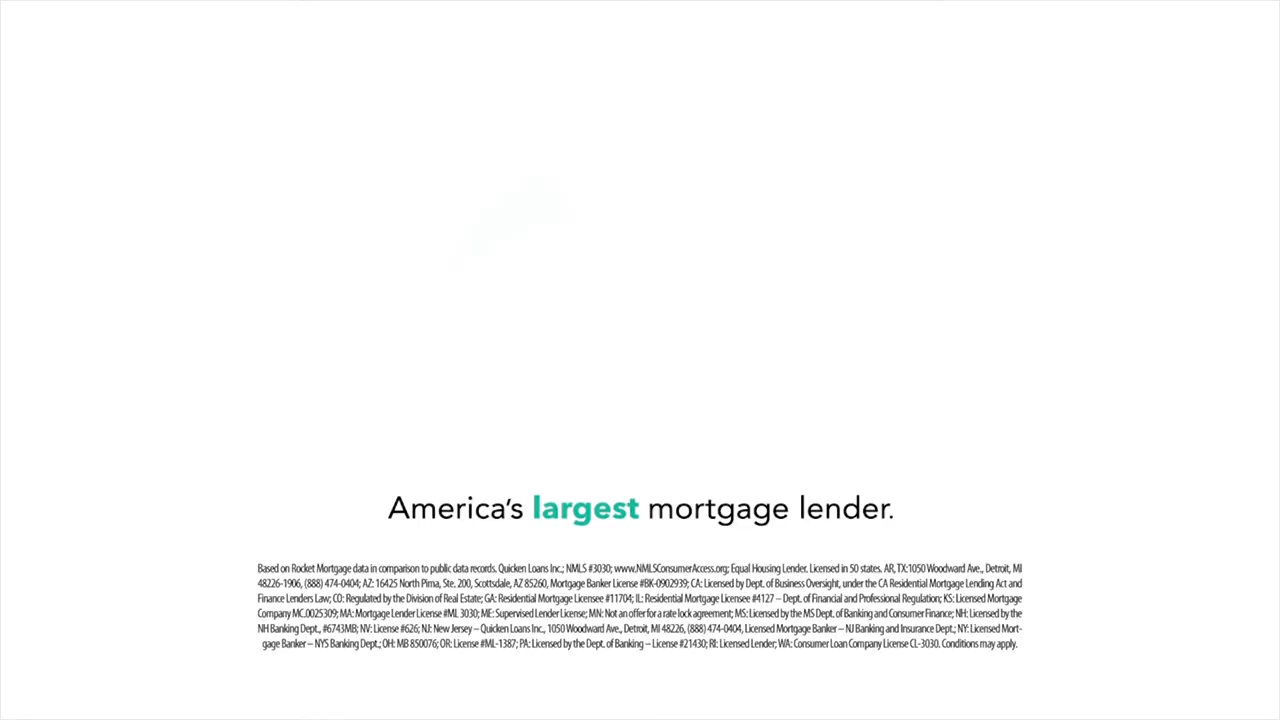 America's largest mortgage lender.
Based on Rocket Mortgage data in comparison to public data records. Quicken Loans Inc.; NMLS #3030; www.NMLSConsumerAccess.org; Equal Housing Lender. Licensed in 50 states. AR, TX:1050 Woodward Ave., Detroit, MI
48226-1906, (888) 474-0404; AZ: 16425 North Pima, Ste. 200, Scottsdale, AZ 85260, Mortgage Banker License #BK-0902939; CA: Licensed by Dept. of Business Oversight, under the CA Residential Mortgage Lending Act and
Finance Lenders Law; CO: Regulated by the Division of Real Estate; GA: Residential Mortgage Licensee #11704; IL: Residential Mortgage Licensee #4127 – Dept. of Financial and Professional Regulation; KS: Licensed Mortgage
Company MC.0025309; MA: Mortgage Lender License #ML 3030; ME: Supervised Lender License; MN: Not an offer for a rate lock agreement; MS: Licensed by the MS Dept. of Banking and Consumer Finance; NH: Licensed by the
NH Banking Dept., #6743MB; NV: License #626; NJ: New Jersey – Quicken Loans Inc., 1050 Woodward Ave., Detroit, MI 48226, (888) 474-0404, Licensed Mortgage Banker – NJ Banking and Insurance Dept.; NY: Licensed Mort-
gage Banker – NYS Banking Dept.; OH: MB 850076; OR: License #ML-1387; PA: Licensed by the Dept. of Banking – License #21430; RI: Licensed Lender; WA: Consumer Loan Company License CL-3030. Conditions may apply.